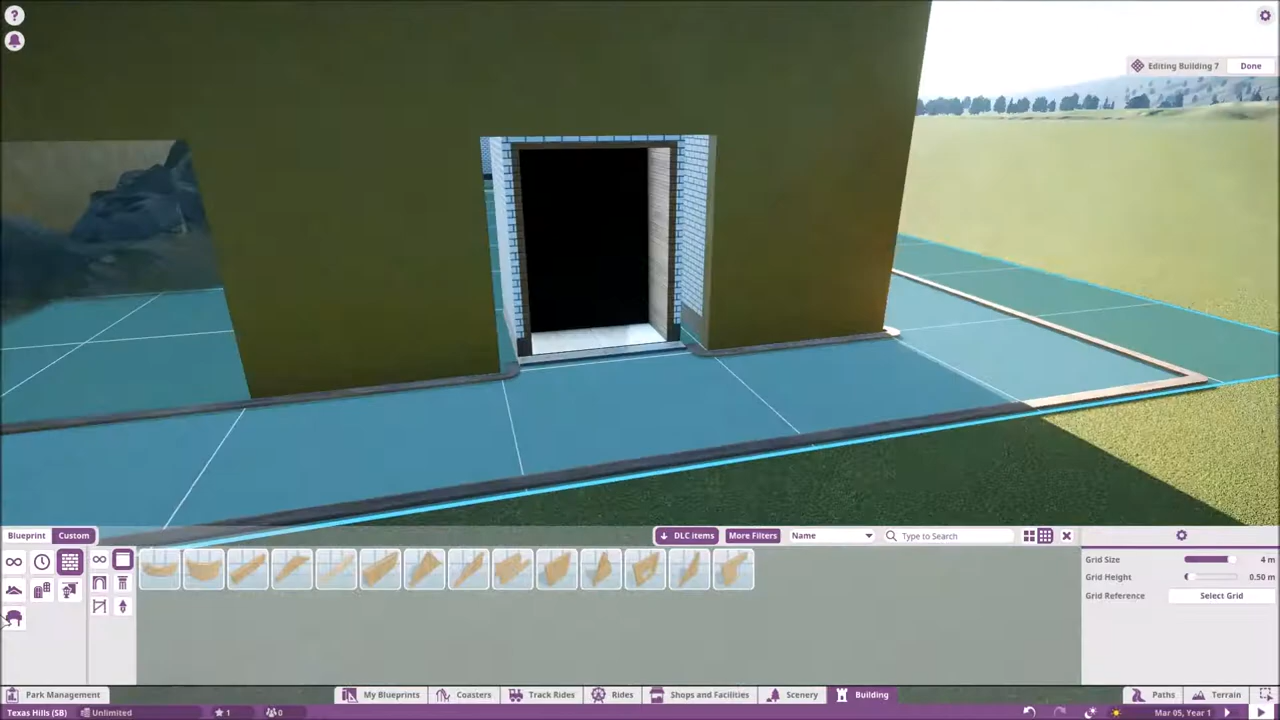 ?
Editing Building 7
Done
Blueprint
Custom
DLC items
More Filters
Name
Type to Search
Grid Size
4 m
Grid Height
0.50 m
Grid Reference
Select Grid
Park Management
My Blueprints
Coasters
Track Rides
Rides
Shops and Facilities
Scenery
Building
Paths
Terrain
Texas Hills (SB)
Unlimited
1
0
Mar 05, Year 1